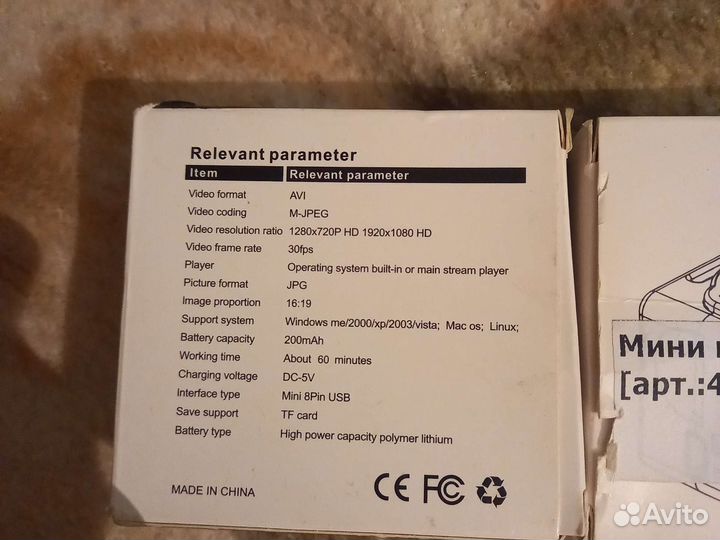 Relevant parameter
Item Relevant parameter
Video format AVI
Video coding M-JPEG
Video resolution ratio 1280x720P HD 1920x1080 HD
Video frame rate 30fps
Player Operating system built-in or main stream player
Picture format JPG
Image proportion 16:19
Support system Windows me/2000/xp/2003/vista; Mac os; Linux;
Battery capacity 200mAh
Working time About 60 minutes
Charging voltage DC-5V
Interface type Mini 8Pin USB
Save support TF card
Battery type High power capacity polymer lithium
MADE IN CHINA CE FC
Мини
[арт.:4
Avito